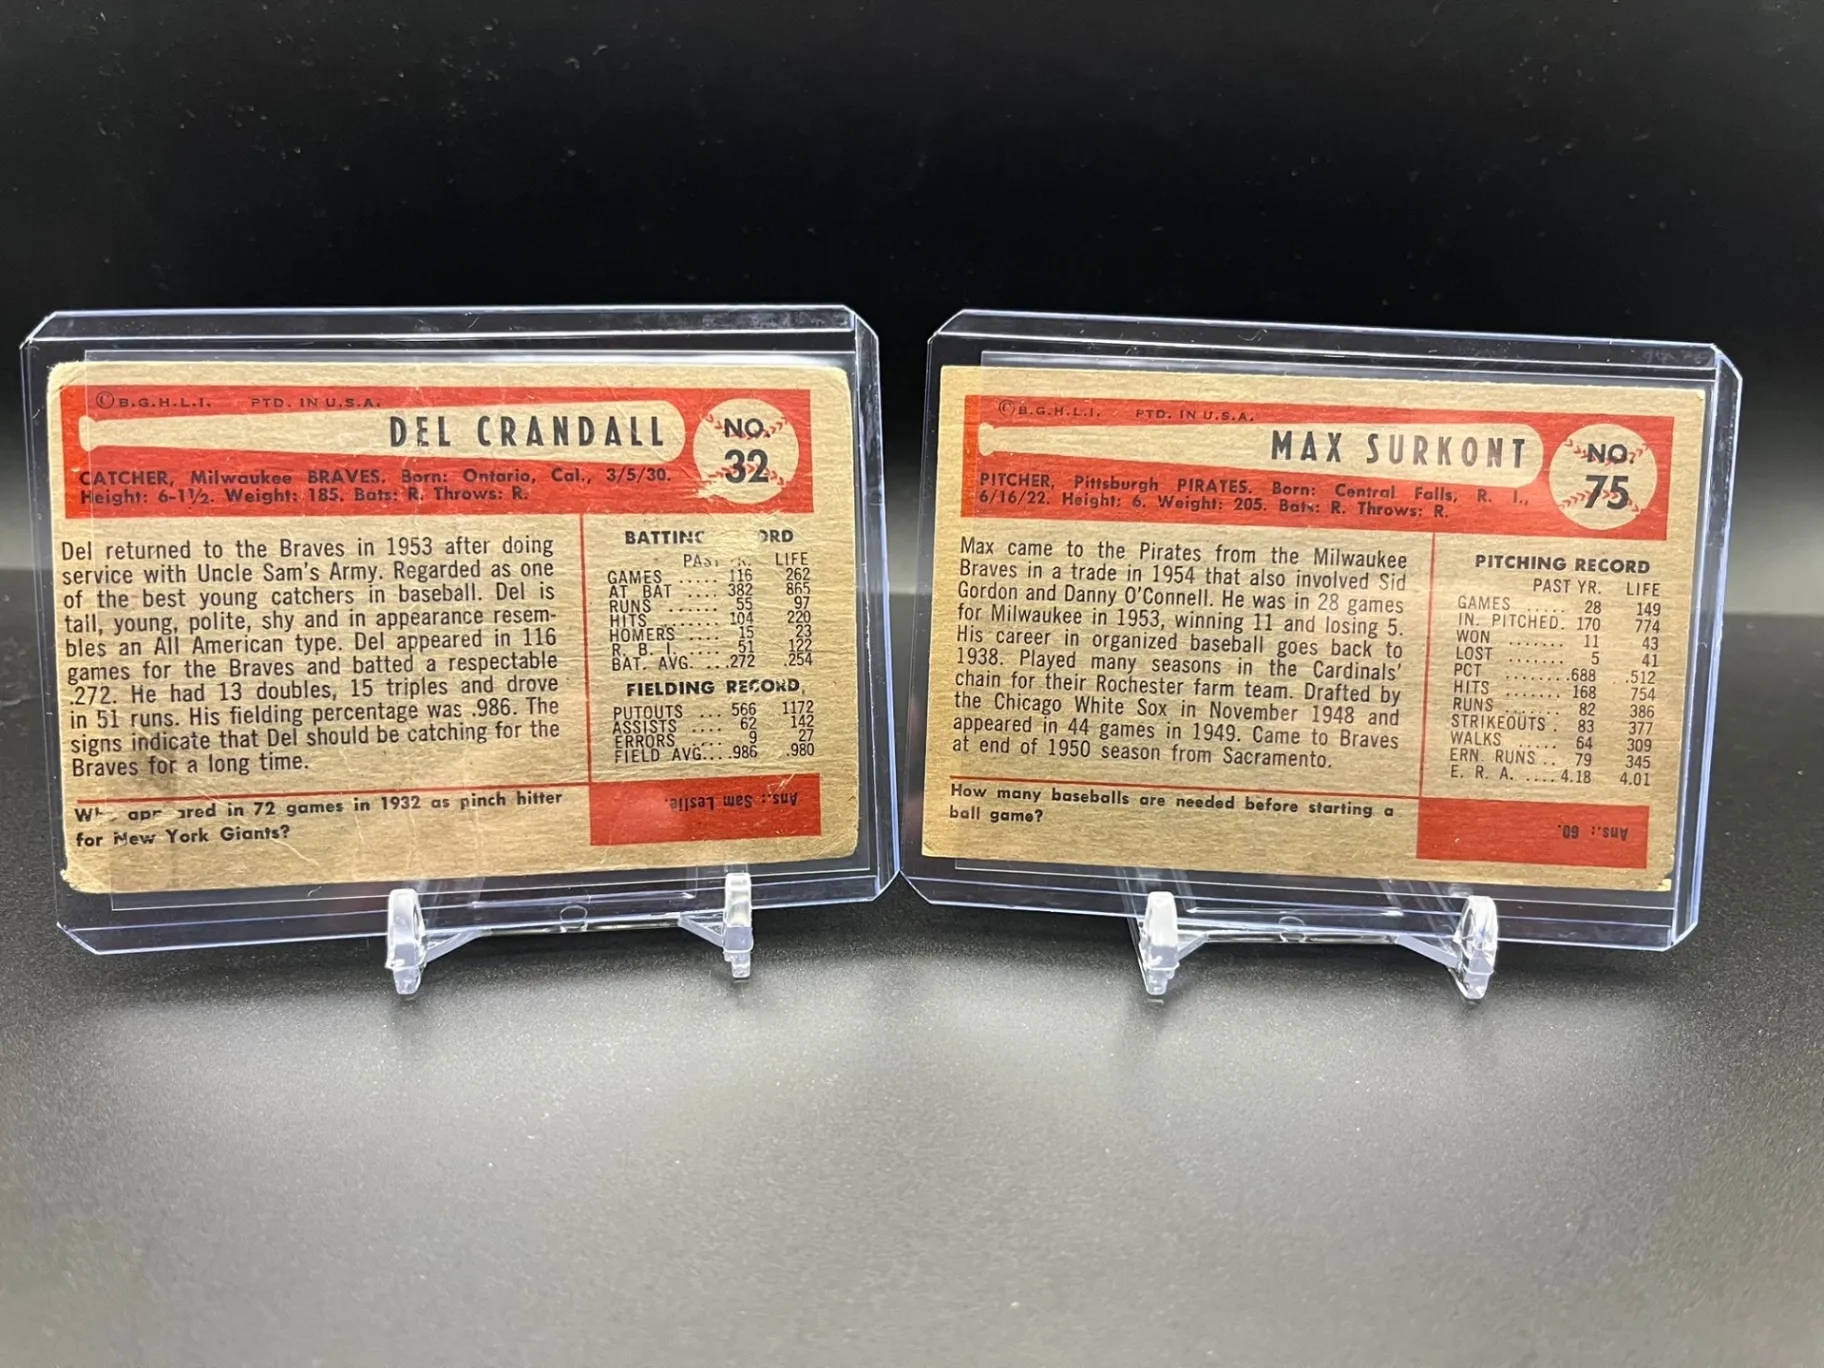 ©B.G.H.L.I. PTD. IN U.S.A.
DEL CRANDALL
NO.
32
CATCHER, Milwaukee BRAVES. Born: Ontario, Cal., 3/5/30.
Height: 6-1½. Weight: 185. Bats: R. Throws: R.
Del returned to the Braves in 1953 after doing
service with Uncle Sam's Army. Regarded as one
of the best young catchers in baseball. Del is
tall, young, polite, shy and in appearance resem-
bles an All American type. Del appeared in 116
games for the Braves and batted a respectable
.272. He had 13 doubles, 15 triples and drove
in 51 runs. His fielding percentage was .986. The
signs indicate that Del should be catching for the
Braves for a long time.
BATTING
LIFE
GAMES ..... 116 262
AT BAT .... 382 865
RUNS ...... 55 97
HITS ....... 104 220
HOMERS .... 15 23
R. B. I. .... 51 122
BAT. AVG. ...272 .254
FIELDING RECORD
PUTOUTS ... 566 1172
ASSISTS .... 62 142
ERRORS .... 9 27
FIELD AVG....986 .980
in 72 games in 1932 as pinch hitter
for New York Giants?
Ans.: Sam Leslie.
©B.G.H.L.I. PTD. IN U.S.A.
MAX SURKONT
NO.
75
PITCHER, Pittsburgh PIRATES. Born: Central Falls, R. I.,
6/16/22. Height: 6. Weight: 205. Bats: R. Throws: R.
Max came to the Pirates from the Milwaukee
Braves in a trade in 1954 that also involved Sid
Gordon and Danny O'Connell. He was in 28 games
for Milwaukee in 1953, winning 11 and losing 5.
His career in organized baseball goes back to
1938. Played many seasons in the Cardinals'
chain for their Rochester farm team. Drafted by
the Chicago White Sox in November 1948 and
appeared in 44 games in 1949. Came to Braves
at end of 1950 season from Sacramento.
PITCHING RECORD
PAST YR. LIFE
GAMES ..... 28 149
IN. PITCHED. 170 774
WON ....... 11 43
LOST ....... 5 41
PCT ........688 .512
HITS ....... 168 754
RUNS ...... 82 386
STRIKEOUTS . 83 377
WALKS ..... 64 309
ERN. RUNS .. 79 345
E. R. A. ....4.18 4.01
How many baseballs are needed before starting a
ball game?
Ans.: 60.